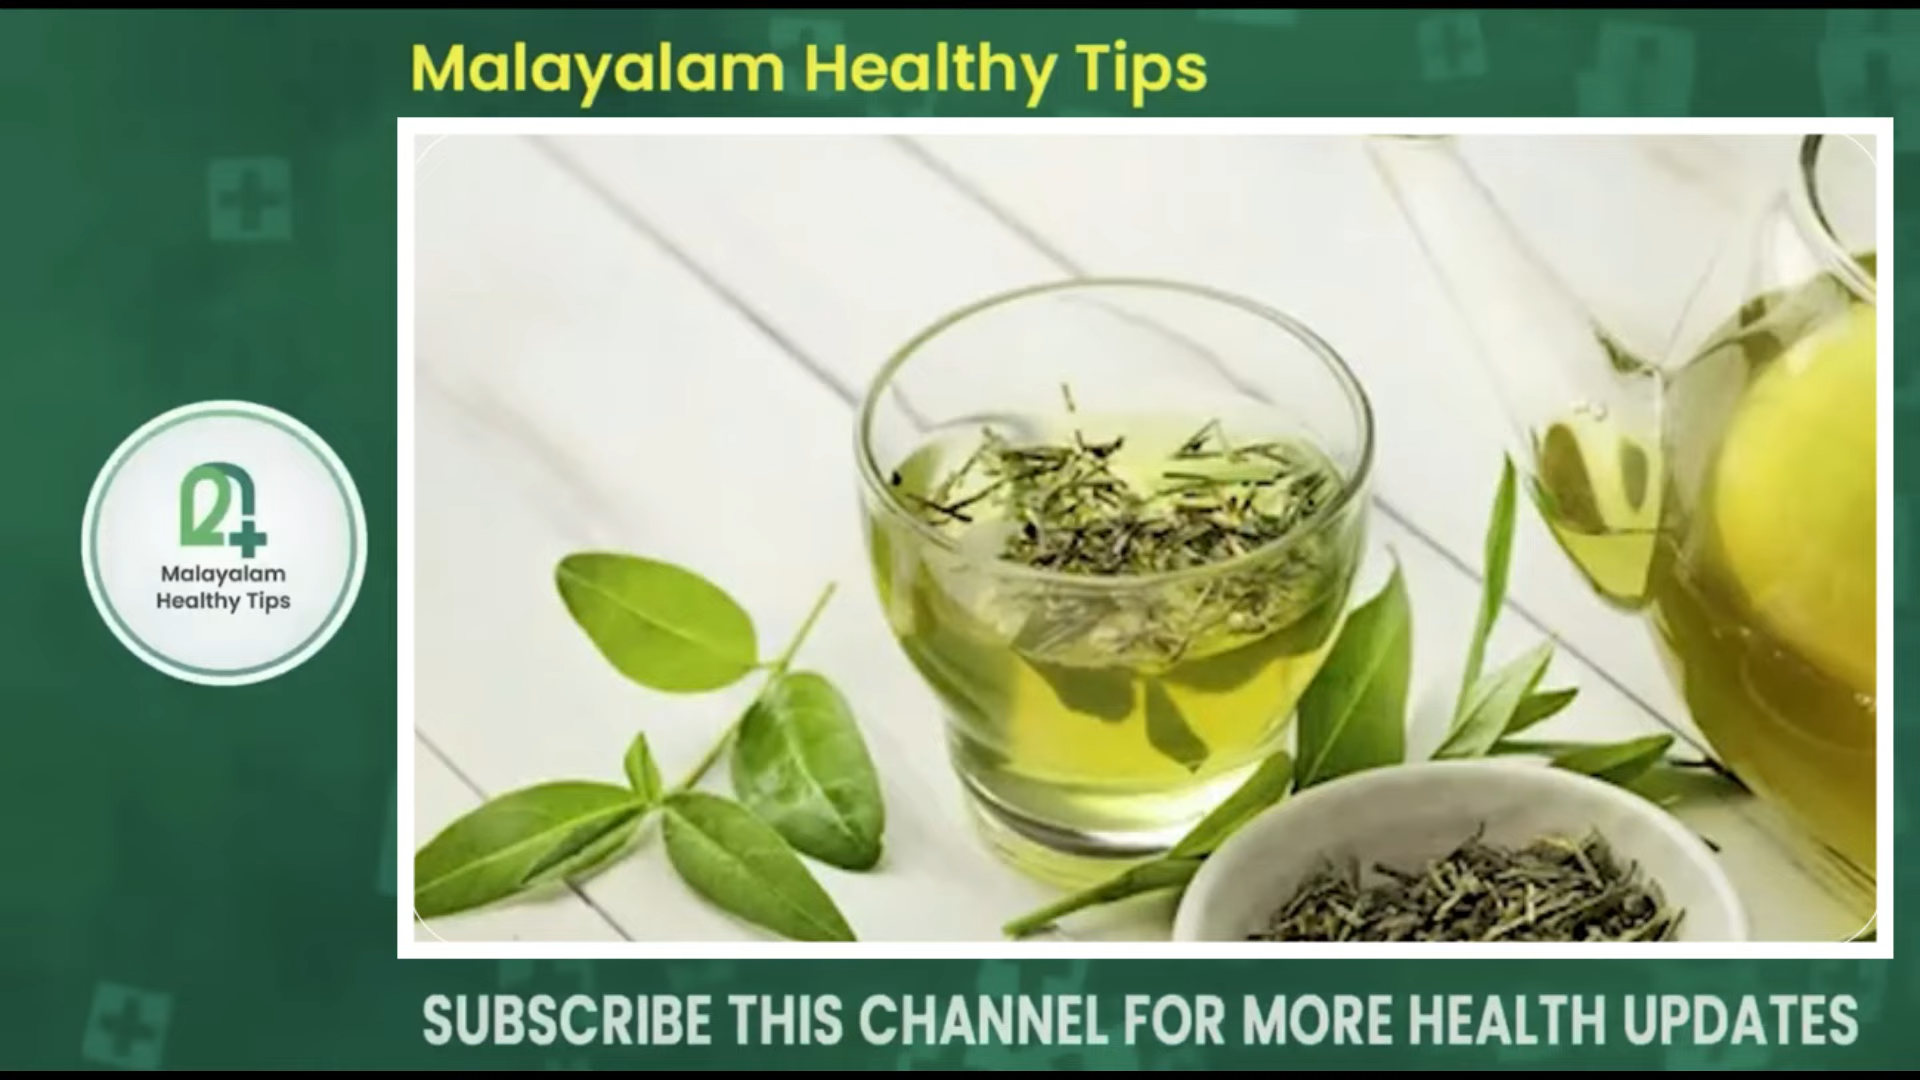 Malayalam Healthy Tips
Malayalam
Healthy Tips
SUBSCRIBE THIS CHANNEL FOR MORE HEALTH UPDATES